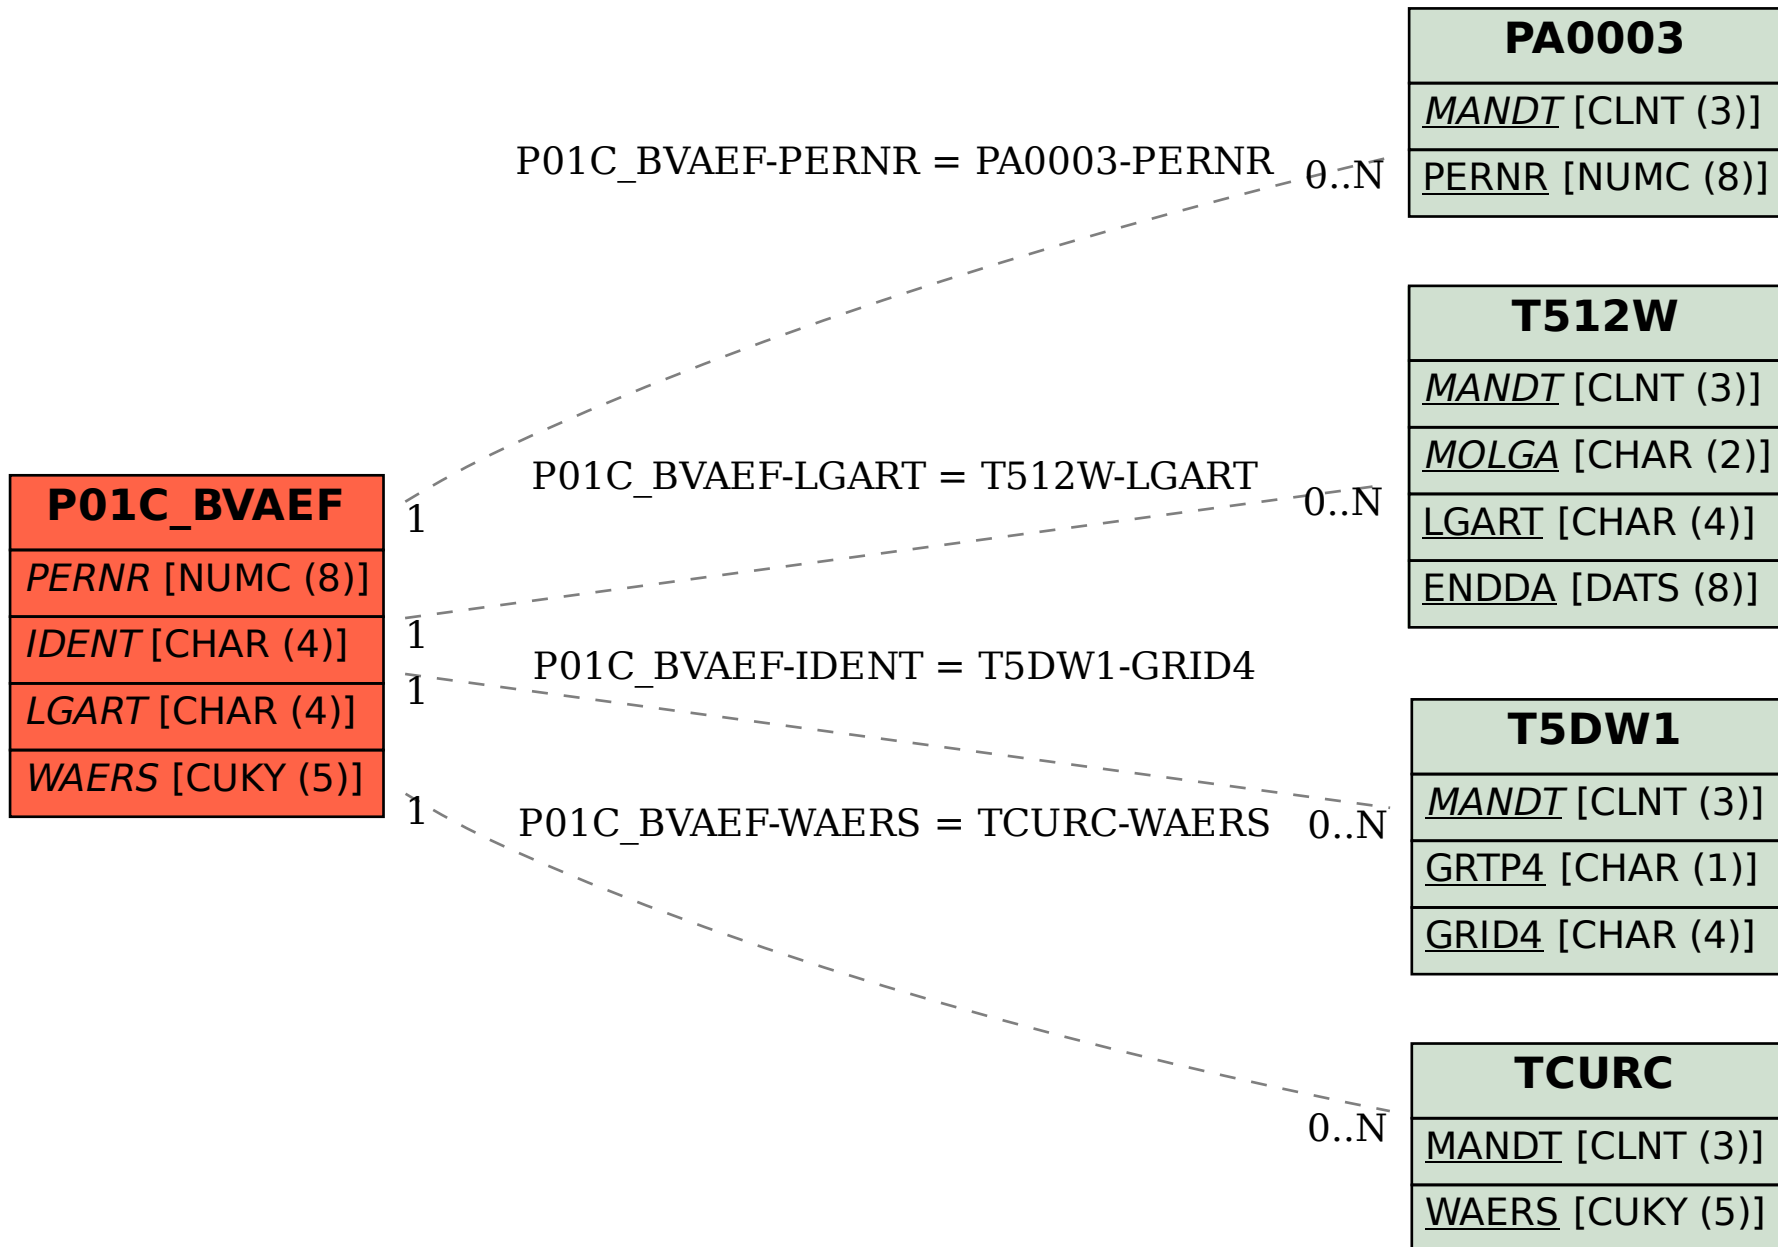 P01C_BVAEF
PERNR [NUMC (8)]
IDENT [CHAR (4)]
LGART [CHAR (4)]
WAERS [CUKY (5)]
P01C_BVAEF-PERNR = PA0003-PERNR
0..N
1
P01C_BVAEF-LGART = T512W-LGART
0..N
1
P01C_BVAEF-IDENT = T5DW1-GRID4
1
0..N
P01C_BVAEF-WAERS = TCURC-WAERS
1
0..N
PA0003
MANDT [CLNT (3)]
PERNR [NUMC (8)]
T512W
MANDT [CLNT (3)]
MOLGA [CHAR (2)]
LGART [CHAR (4)]
ENDDA [DATS (8)]
T5DW1
MANDT [CLNT (3)]
GRTP4 [CHAR (1)]
GRID4 [CHAR (4)]
TCURC
MANDT [CLNT (3)]
WAERS [CUKY (5)]